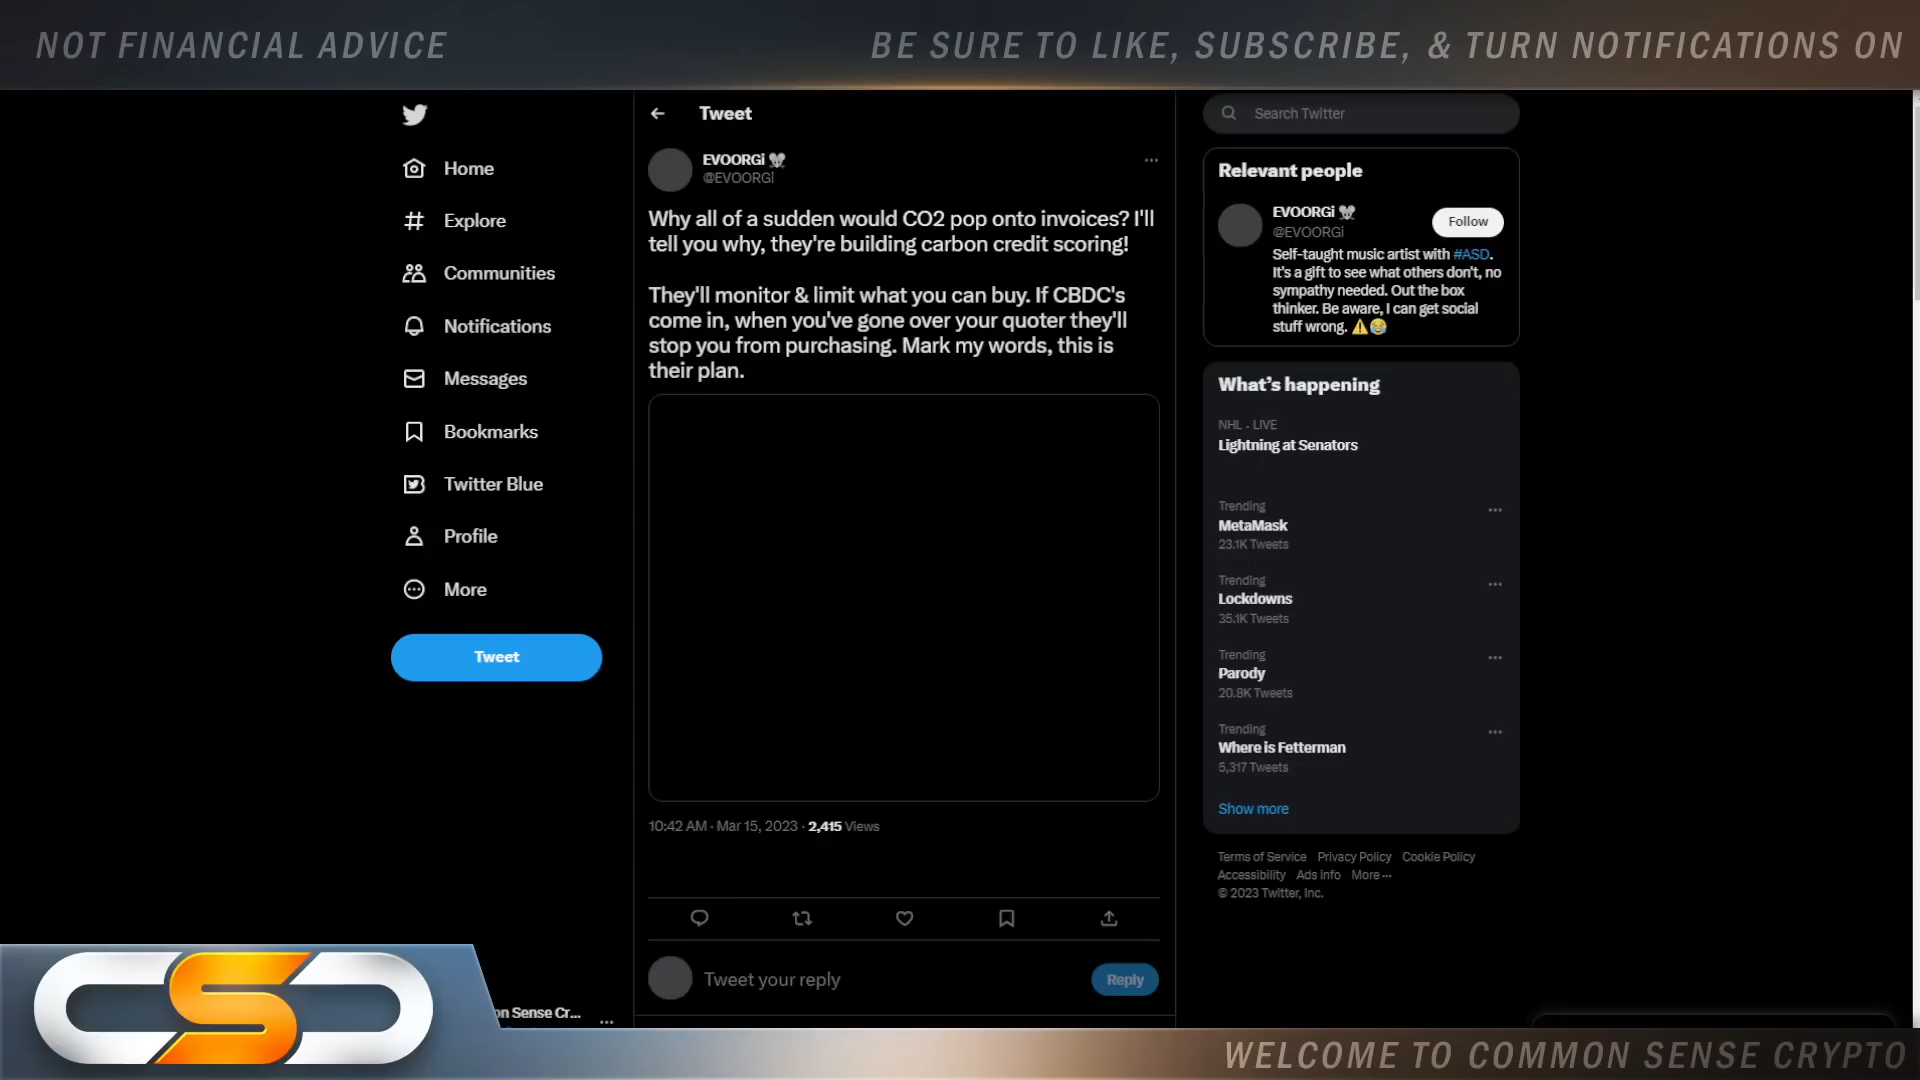 NOT FINANCIAL ADVICE
BE SURE TO LIKE, SUBSCRIBE, & TURN NOTIFICATIONS ON
Home
Explore
Communities
Notifications
Messages
Bookmarks
Twitter Blue
Profile
More
Tweet
on Sense Cr...
Tweet
EVOORGi
@EVOORGi
Why all of a sudden would CO2 pop onto invoices? I'll
tell you why, they're building carbon credit scoring!
They'll monitor & limit what you can buy. If CBDC's
come in, when you've gone over your quoter they'll
stop you from purchasing. Mark my words, this is
their plan.
10:42 AM · Mar 15, 2023 · 2,415 Views
Tweet your reply
Reply
Search Twitter
Relevant people
EVOORGi
@EVOORGi
Follow
Self-taught music artist with #ASD.
It's a gift to see what others don't, no
sympathy needed. Out the box
thinker. Be aware, I can get social
stuff wrong. ⚠️😂
What's happening
NHL · LIVE
Lightning at Senators
Trending
MetaMask
23.1K Tweets
Trending
Lockdowns
35.1K Tweets
Trending
Parody
20.8K Tweets
Trending
Where is Fetterman
5,317 Tweets
Show more
Terms of Service Privacy Policy Cookie Policy
Accessibility Ads info More ···
© 2023 Twitter, Inc.
CSC
WELCOME TO COMMON SENSE CRYPTO